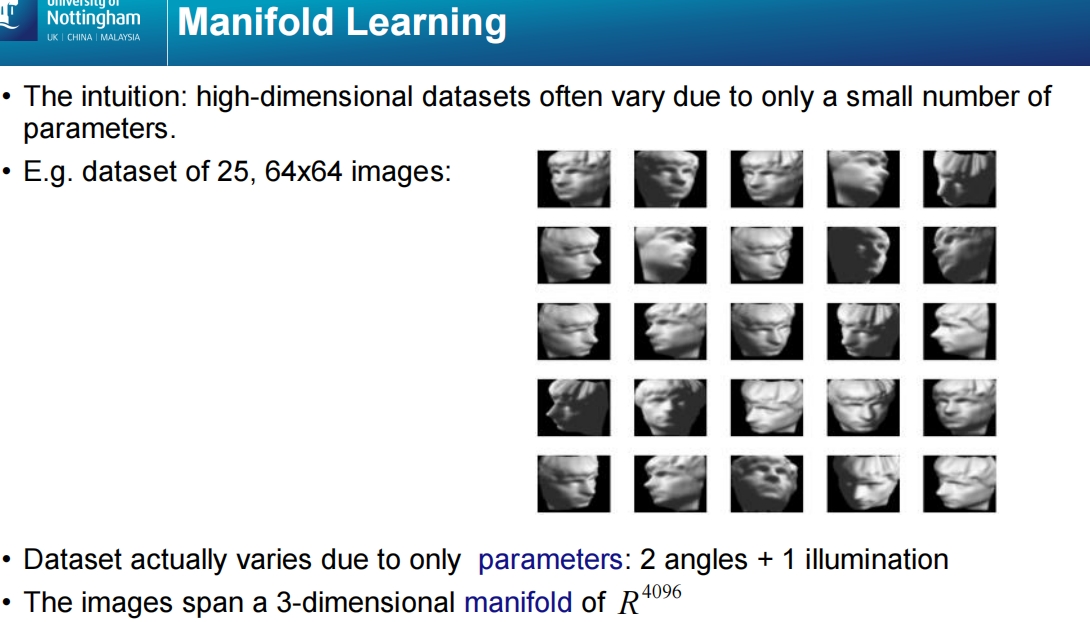 University of
Nottingham
UK | CHINA | MALAYSIA
Manifold Learning
• The intuition: high-dimensional datasets often vary due to only a small number of
parameters.
• E.g. dataset of 25, 64x64 images:
• Dataset actually varies due to only parameters: 2 angles + 1 illumination
• The images span a 3-dimensional manifold of R^4096